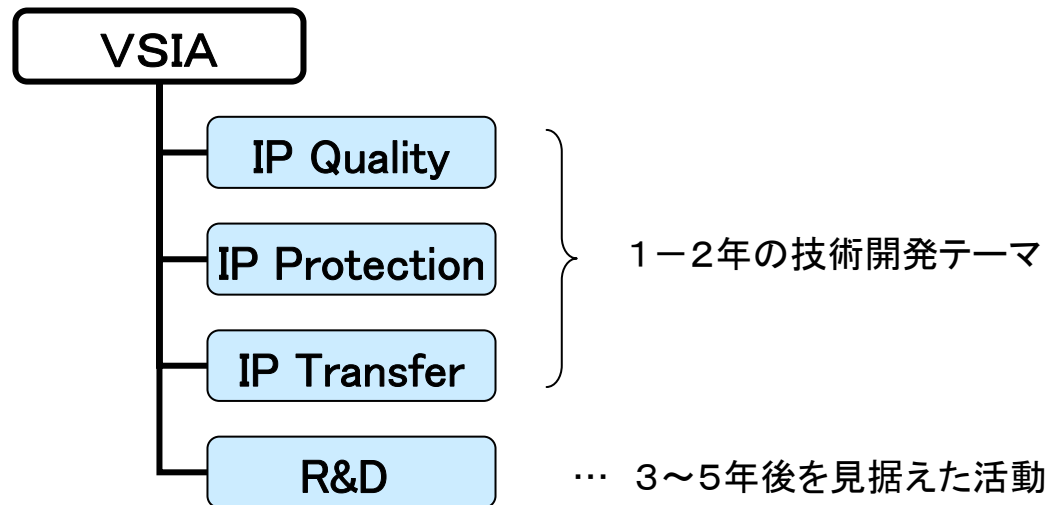 VSIA
IP Quality
IP Protection
1－2年の技術開発テーマ
IP Transfer
R&D
… 3～5年後を見据えた活動